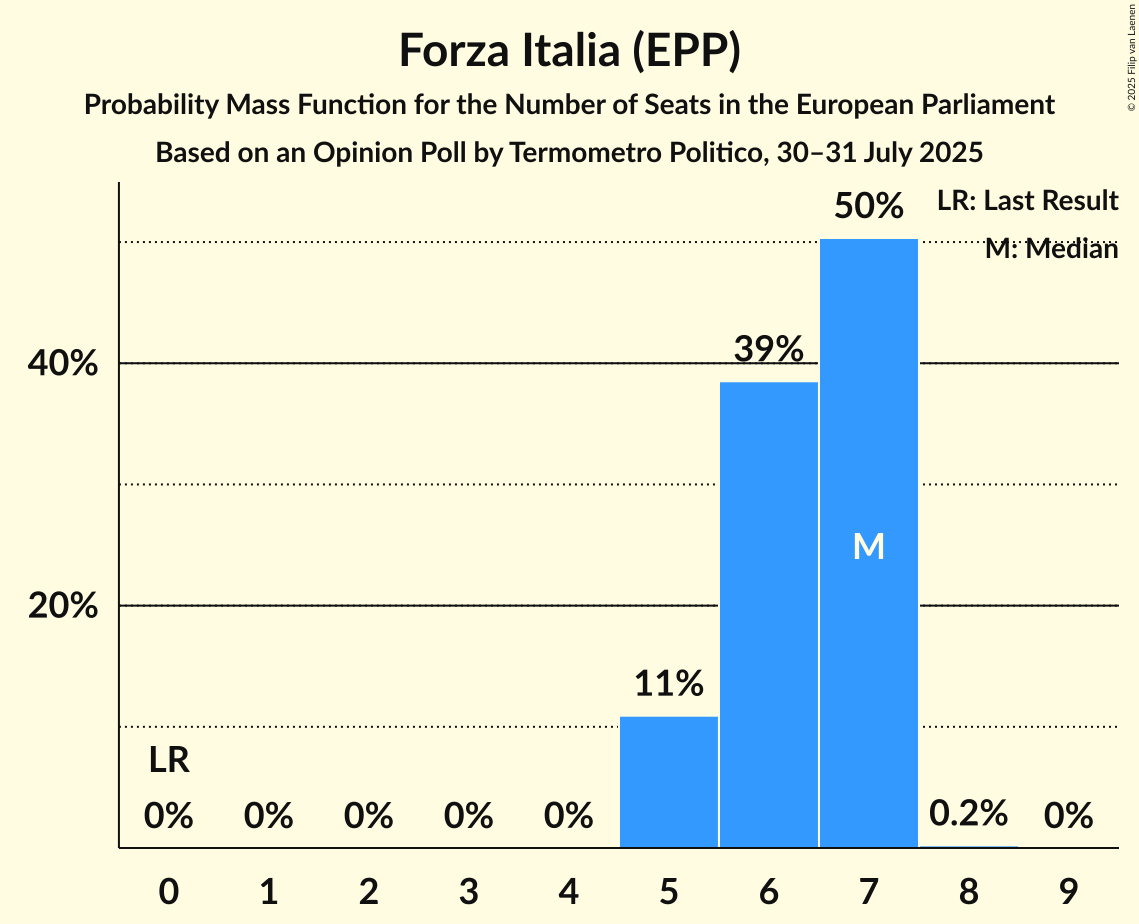 Forza Italia (EPP)
Probability Mass Function for the Number of Seats in the European Parliament
Based on an Opinion Poll by Termometro Politico, 30–31 July 2025
© 2025 Filip van Laenen
LR: Last Result
M: Median
50%
40%
39%
M
20%
11%
LR
0% 0% 0% 0% 0% 0.2% 0%
0 1 2 3 4 5 6 7 8 9